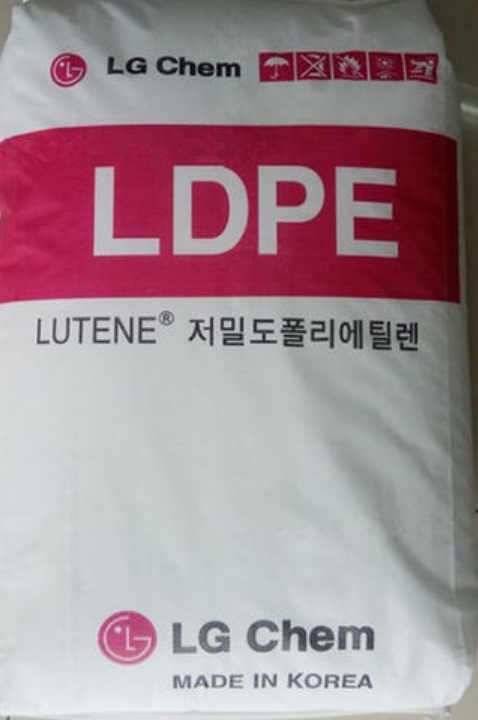 LG Chem
LDPE
LUTENE® 저밀도폴리에틸렌
LG Chem
MADE IN KOREA